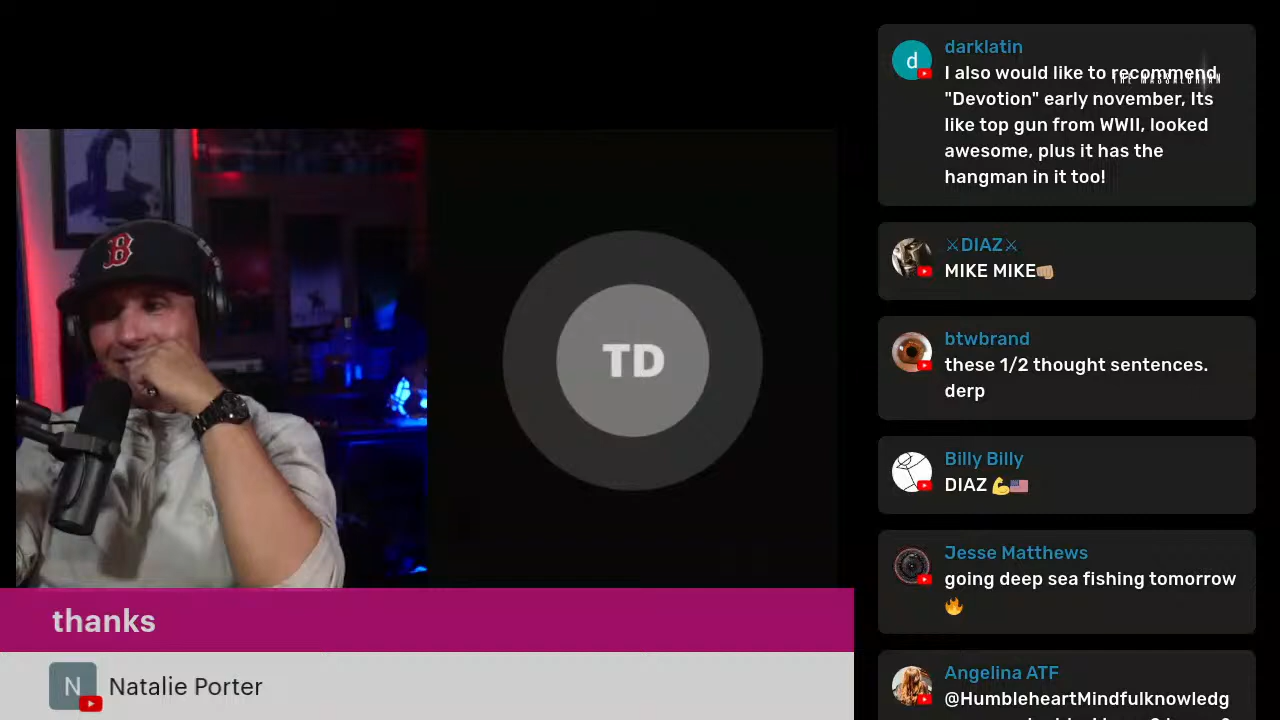 darklatin
d
I also would like to recommend
"Devotion" early november, Its
like top gun from WWII, looked
awesome, plus it has the
hangman in it too!
⚔DIAZ⚔
MIKE MIKE👊🏼
btwbrand
these 1/2 thought sentences.
derp
Billy Billy
DIAZ 💪🇺🇸
Jesse Matthews
going deep sea fishing tomorrow
🔥
Angelina ATF
@HumbleheartMindfulknowledg
B
TD
thanks
N
Natalie Porter